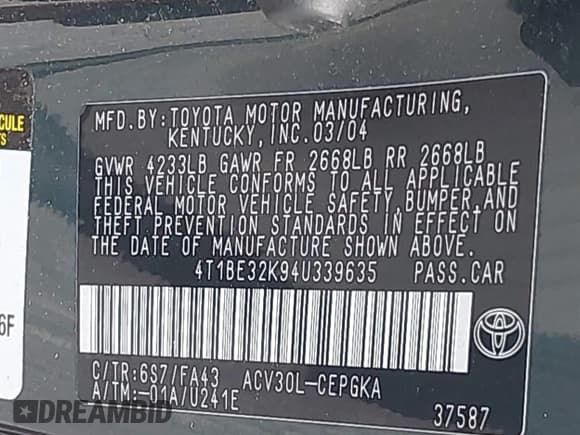 MFD.BY:TOYOTA MOTOR MANUFACTURING,
KENTUCKY,INC.03/04
GVWR 4233LB GAWR FR 2668LB RR 2668LB
THIS VEHICLE CONFORMS TO ALL APPLICABLE
FEDERAL MOTOR VEHICLE SAFETY,BUMPER,AND
THEFT PREVENTION STANDARDS IN EFFECT ON
THE DATE OF MANUFACTURE SHOWN ABOVE.
4T1BE32K94U339635 PASS.CAR
C/TR:6S7/FA43 ACV30L-CEPGKA
A/TM:-01A/U241E
37587
6F
DREAMBID